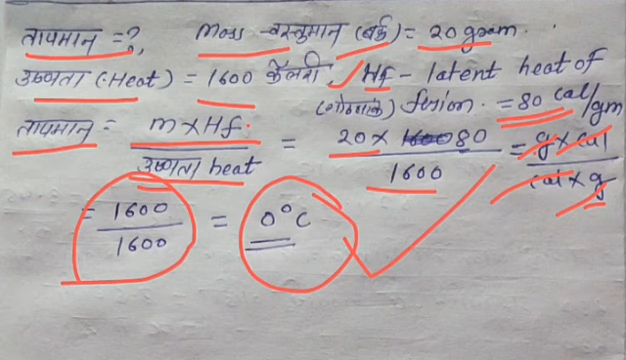 तापमान = ?, Mass - वस्तुमान (बर्फ) = 20 gram.
उष्णता (Heat) = 1600 कॅलरी, Hf - latent heat of
fusion. = 80 cal/gm
तापमान = m x Hf. / उष्णता heat = 20 x 80 / 1600 = g x cal / cal x g
= 1600 / 1600 = 0°C